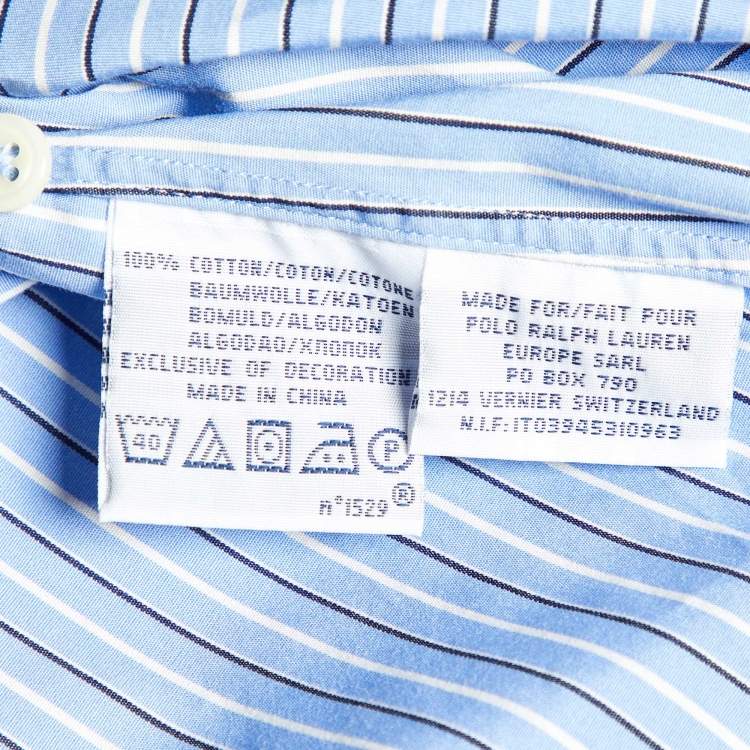 100% COTTON/COTON/COTONE
BAUMWOLLE/KATOEN
BOMULD/ALGODON
ALGODAO/ХЛОПОК
EXCLUSIVE OF DECORATION
MADE IN CHINA
40
P
n°1529®
MADE FOR/FAIT POUR
POLO RALPH LAUREN
EUROPE SARL
PO BOX 790
1214 VERNIER SWITZERLAND
N.I.F:IT03945310963